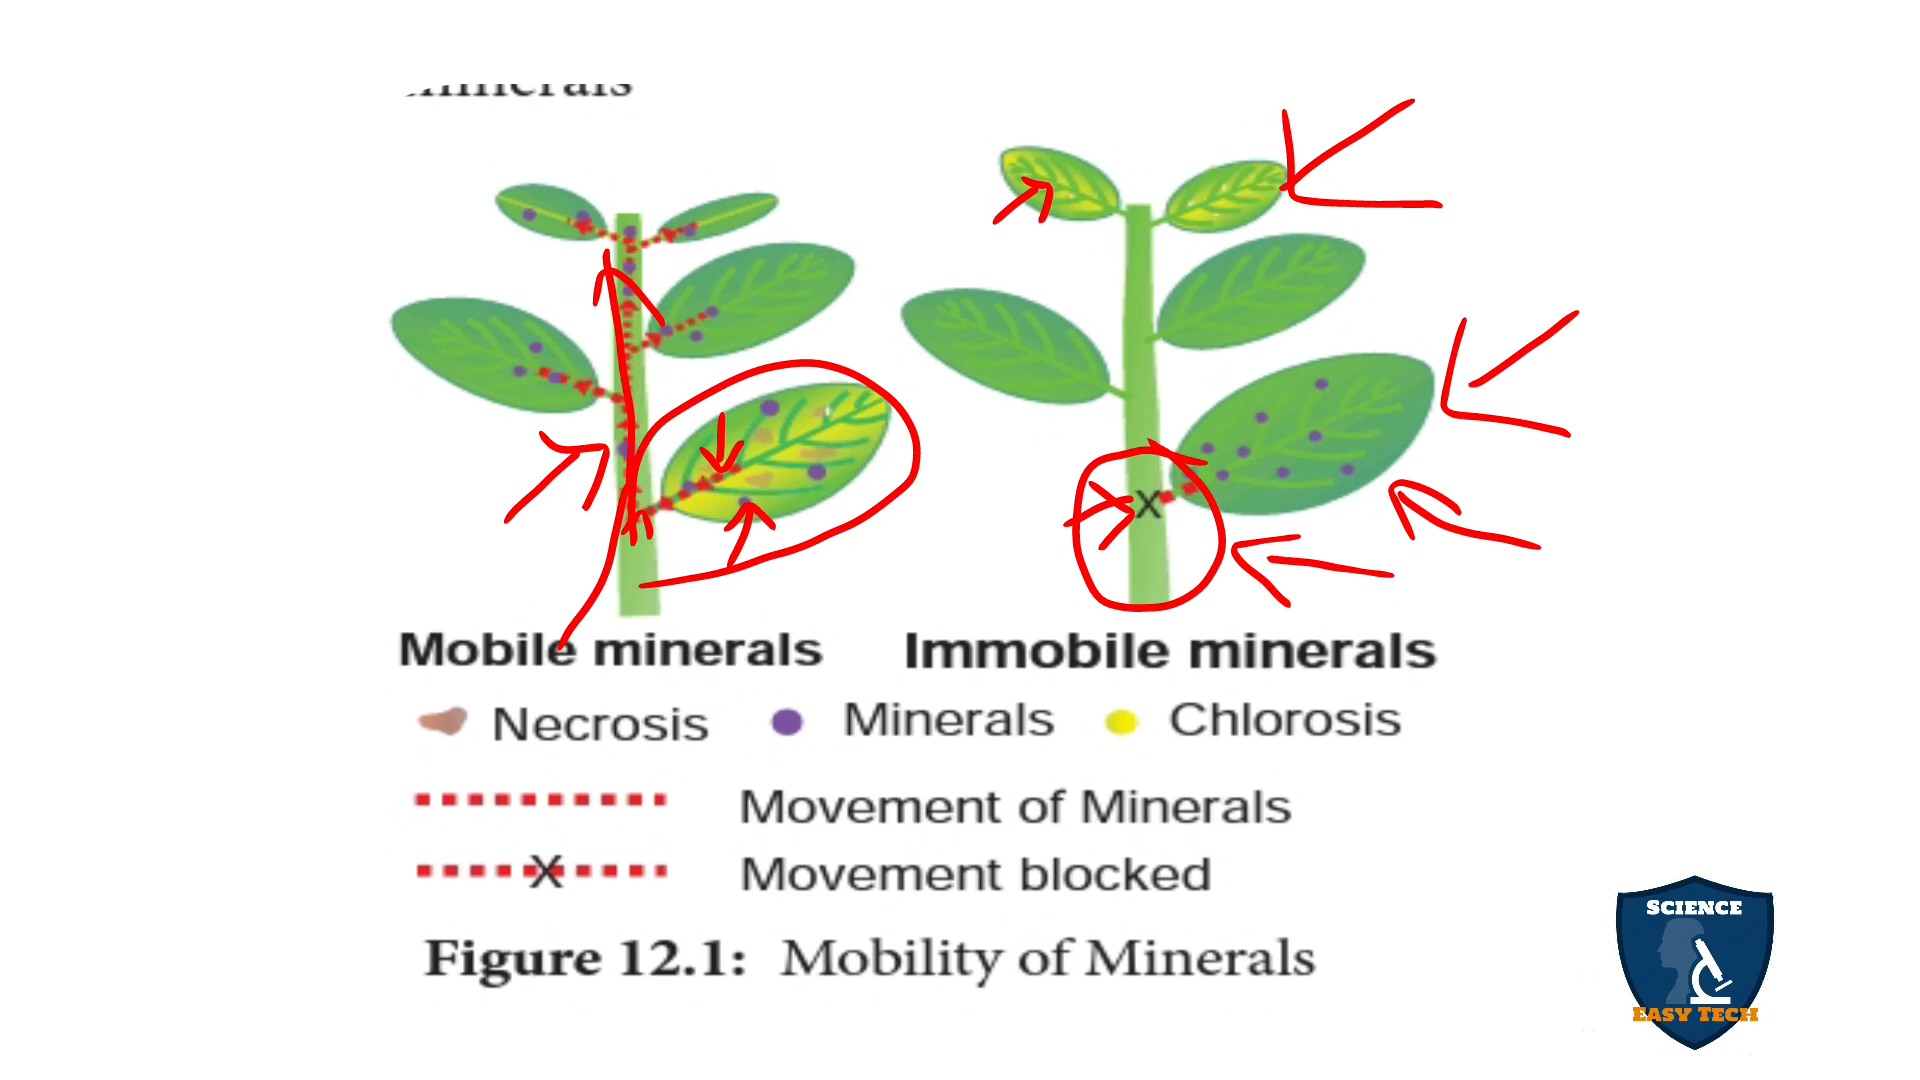 minerals
X
Mobile minerals Immobile minerals
Necrosis Minerals Chlorosis
Movement of Minerals
X Movement blocked
Figure 12.1: Mobility of Minerals
SCIENCE
EASY TECH